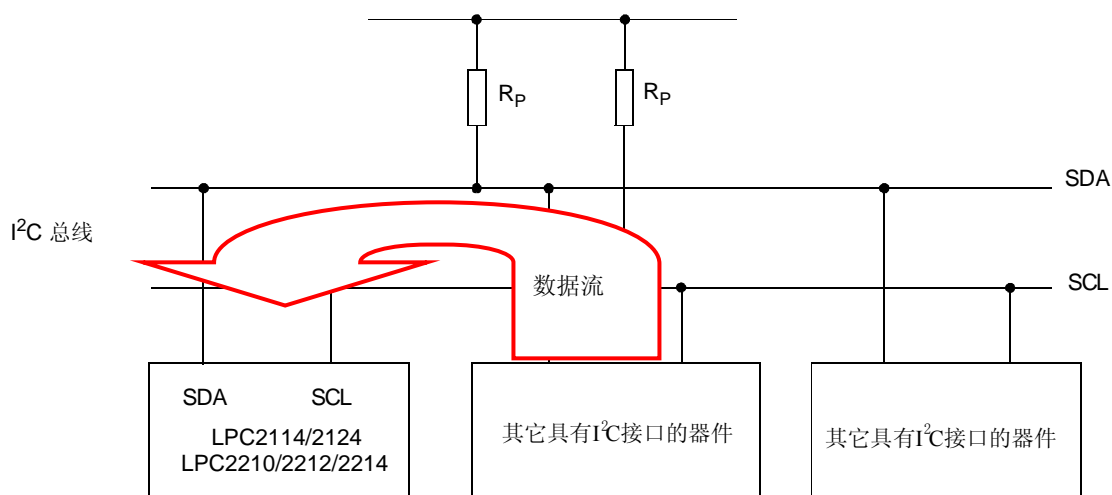 R_P
R_P
SDA
I²C 总线
数据流
SCL
SDA
SCL
LPC2114/2124
LPC2210/2212/2214
其它具有I²C接口的器件
其它具有I²C接口的器件